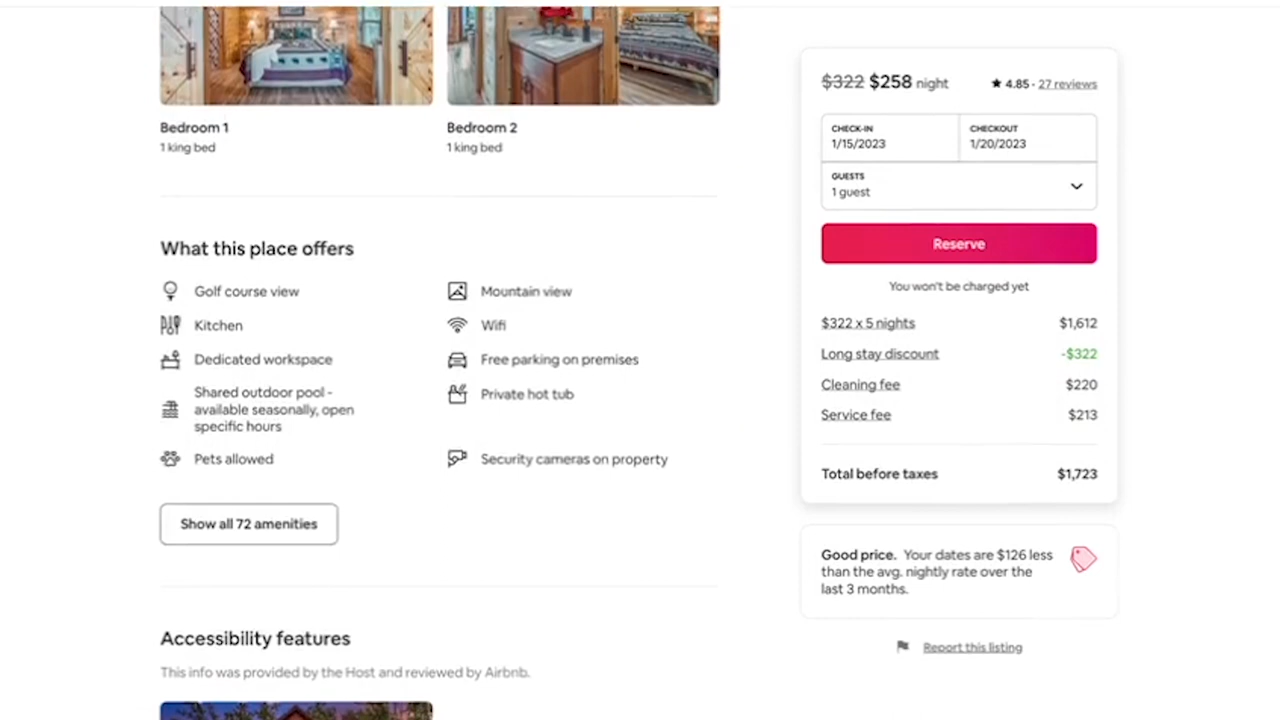 Bedroom 1
1 king bed
Bedroom 2
1 king bed
What this place offers
Golf course view
Mountain view
Kitchen
Wifi
Dedicated workspace
Free parking on premises
Shared outdoor pool -
available seasonally, open
specific hours
Private hot tub
Pets allowed
Security cameras on property
Show all 72 amenities
Accessibility features
This info was provided by the Host and reviewed by Airbnb.
$322 $258 night
★ 4.85 · 27 reviews
CHECK-IN
1/15/2023
CHECKOUT
1/20/2023
GUESTS
1 guest
Reserve
You won't be charged yet
$322 x 5 nights $1,612
Long stay discount -$322
Cleaning fee $220
Service fee $213
Total before taxes $1,723
Good price. Your dates are $126 less
than the avg. nightly rate over the
last 3 months.
Report this listing